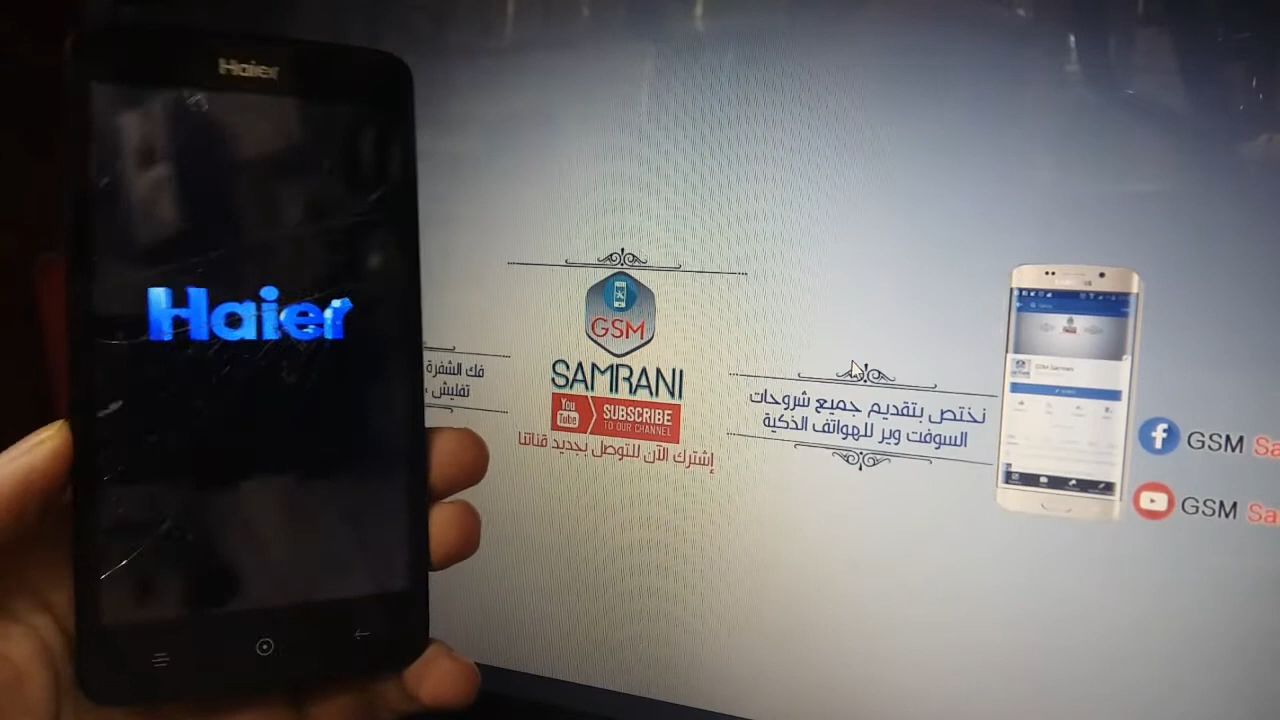 Haier
Haier
فك الشفرة
تفليش
GSM
SAMRANI
You
Tube
SUBSCRIBE
TO OUR CHANNEL
إشترك الآن للتوصل بجديد قناتنا
نختص بتقديم جميع شروحات
السوفت وير للهواتف الذكية
GSM Sa
GSM Sa